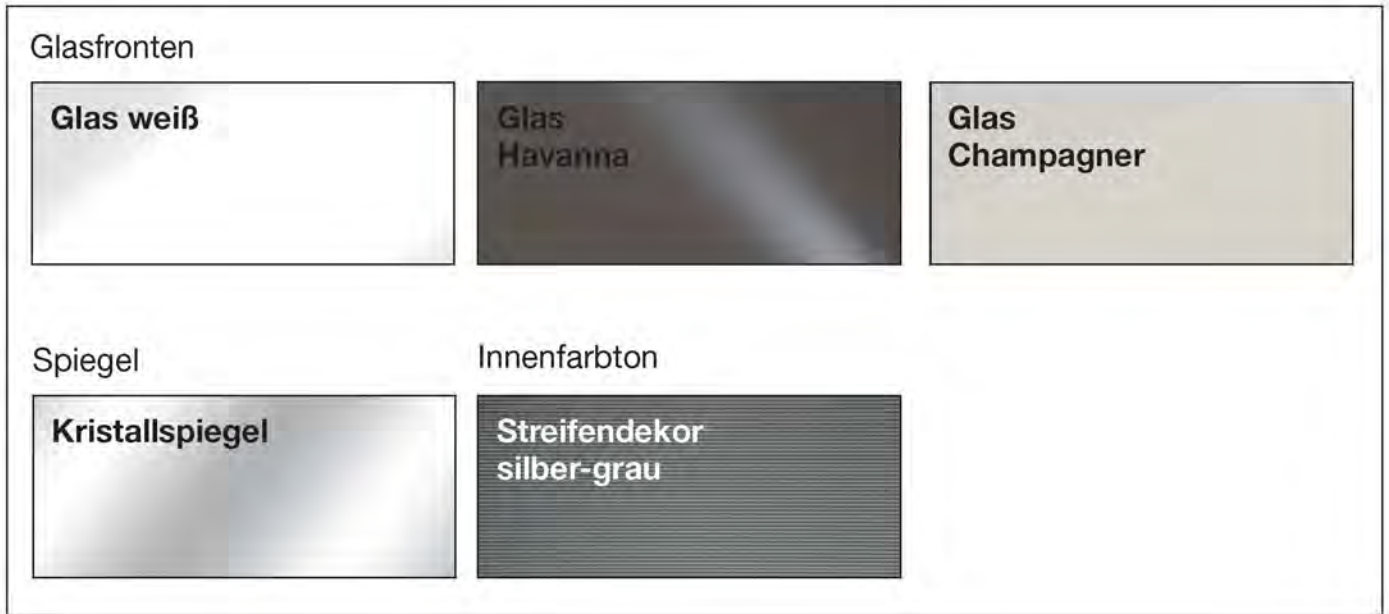 Glasfronten
Glas weiß
Glas
Havanna
Glas
Champagner
Spiegel
Innenfarbton
Kristallspiegel
Streifendekor
silber-grau